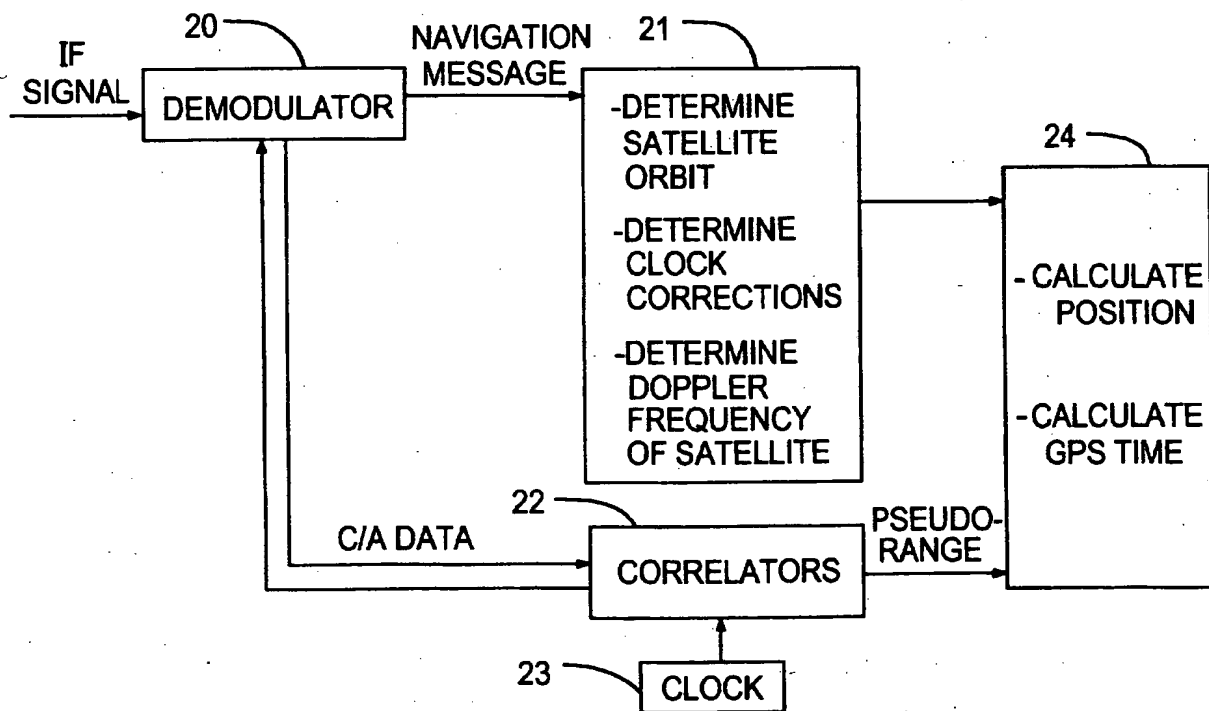 20
IF
SIGNAL
DEMODULATOR
NAVIGATION
MESSAGE
21
-DETERMINE
SATELLITE
ORBIT
-DETERMINE
CLOCK
CORRECTIONS
-DETERMINE
DOPPLER
FREQUENCY
OF SATELLITE
24
- CALCULATE
POSITION
-CALCULATE
GPS TIME
C/A DATA
22
CORRELATORS
PSEUDO-
RANGE
23
CLOCK